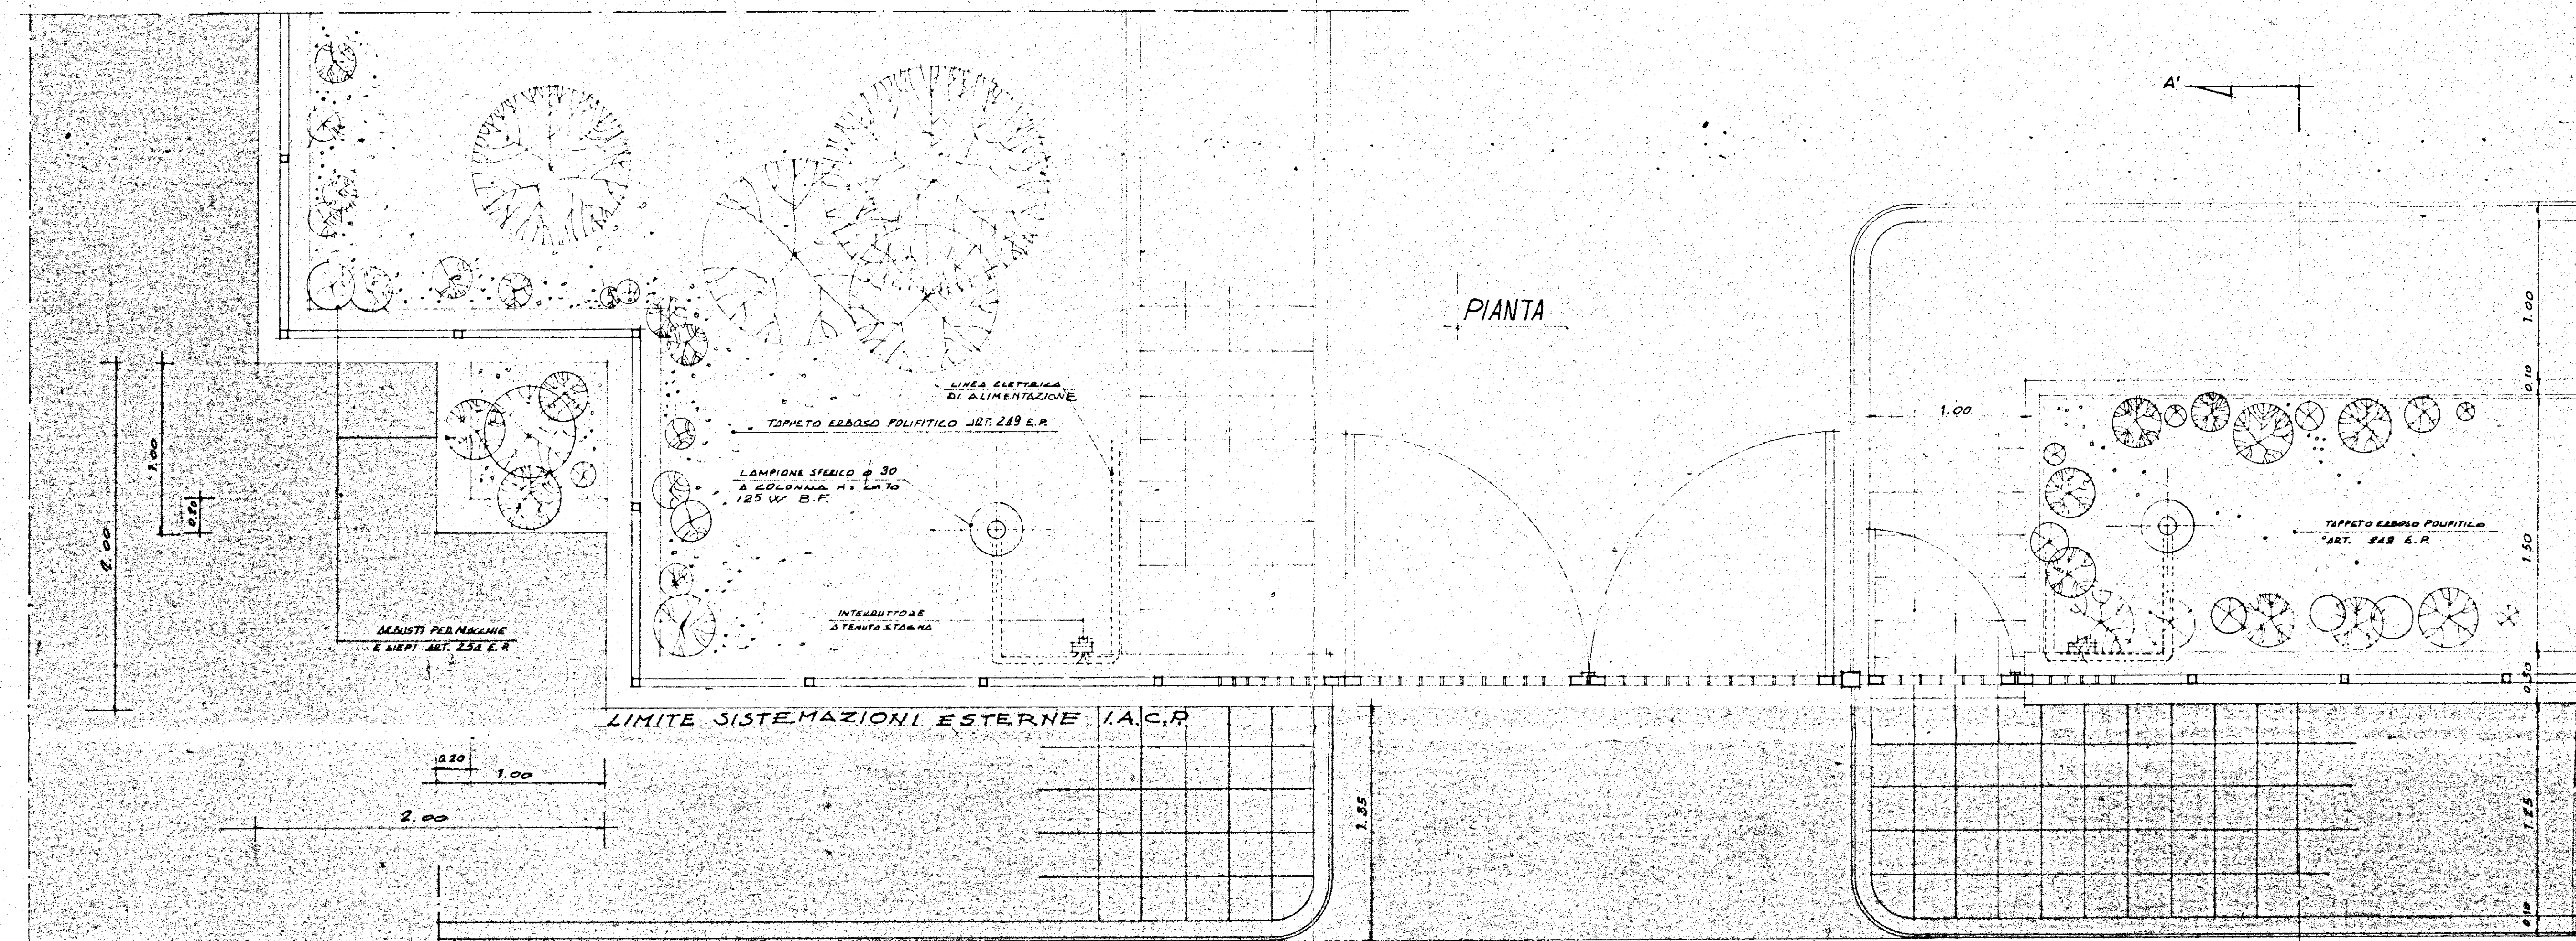 A'
PIANTA
LINEA ELETTRICA
DI ALIMENTAZIONE
TAPPETO ERBOSO POLIFITICO ART. 249 E.P.
LAMPIONE SFERICO ø 30
A COLONNA H= cm 70
125 W. B.F.
INTERRUTTORE
A TENUTA STAGNA
ARBUSTI PER MACCHIE
E SIEPI ART. 254 E.P.
TAPPETO ERBOSO POLIFITICO
ART. 249 E.P.
LIMITE SISTEMAZIONI ESTERNE I.A.C.P.
2.00
1.00
0.20
0.20
1.00
2.00
1.35
1.00
1.00
0.10
1.50
0.30
1.25
0.10